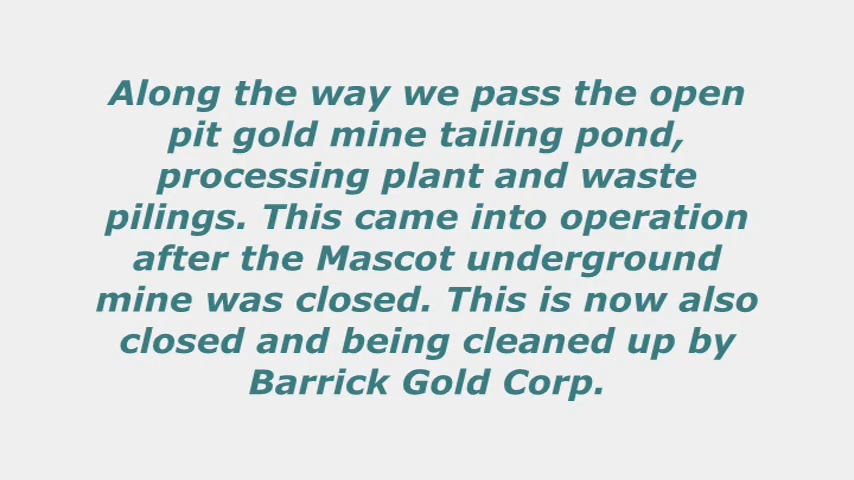 Along the way we pass the open
pit gold mine tailing pond,
processing plant and waste
pilings. This came into operation
after the Mascot underground
mine was closed. This is now also
closed and being cleaned up by
Barrick Gold Corp.